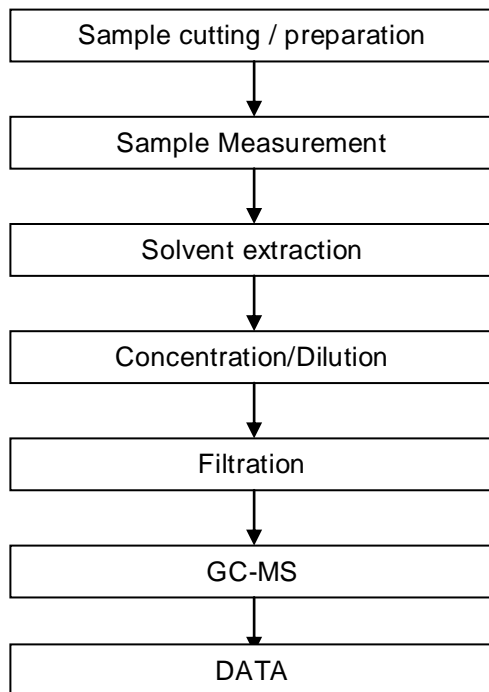 Sample cutting / preparation
Sample Measurement
Solvent extraction
Concentration/Dilution
Filtration
GC-MS
DATA